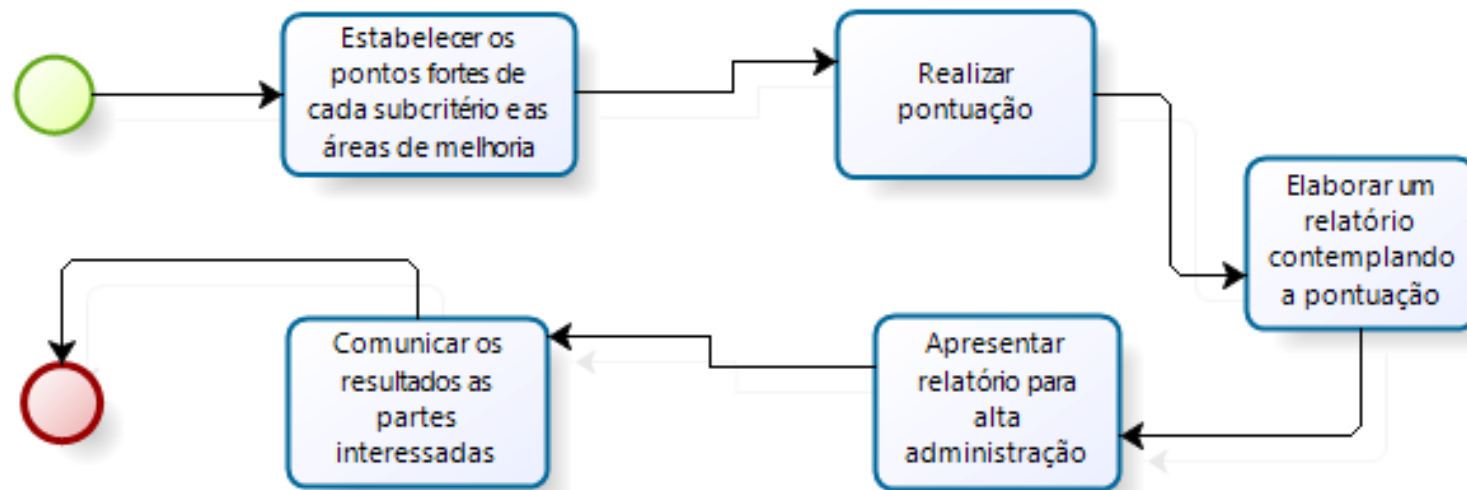 Estabelecer os
pontos fortes de
cada subcritério e as
áreas de melhoria
Realizar
pontuação
Elaborar um
relatório
contemplando
a pontuação
Apresentar
relatório para
alta
administração
Comunicar os
resultados as
partes
interessadas